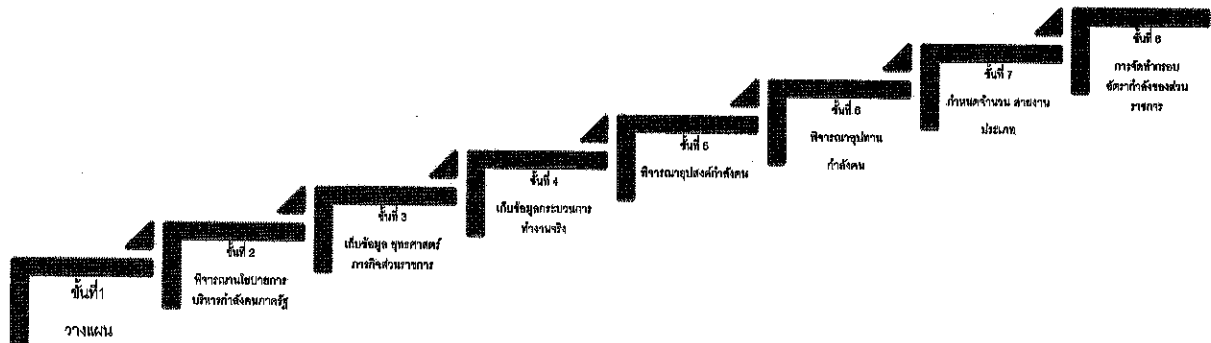 ขั้นที่1
วางแผน
ขั้นที่ 2
พิจารณานโยบายการ
บริหารกำลังคนภาครัฐ
ขั้นที่ 3
เก็บข้อมูล ยุทธศาสตร์
ภารกิจส่วนราชการ
ขั้นที่ 4
เก็บข้อมูลกระบวนการ
ทำงานจริง
ขั้นที่ 5
พิจารณาอุปสงค์กำลังคน
ขั้นที่ 6
พิจารณาอุปทาน
กำลังคน
ขั้นที่ 7
กำหนดจำนวน สายงาน
ประเภท
ขั้นที่ 8
การจัดทำกรอบ
อัตรากำลังของส่วน
ราชการ